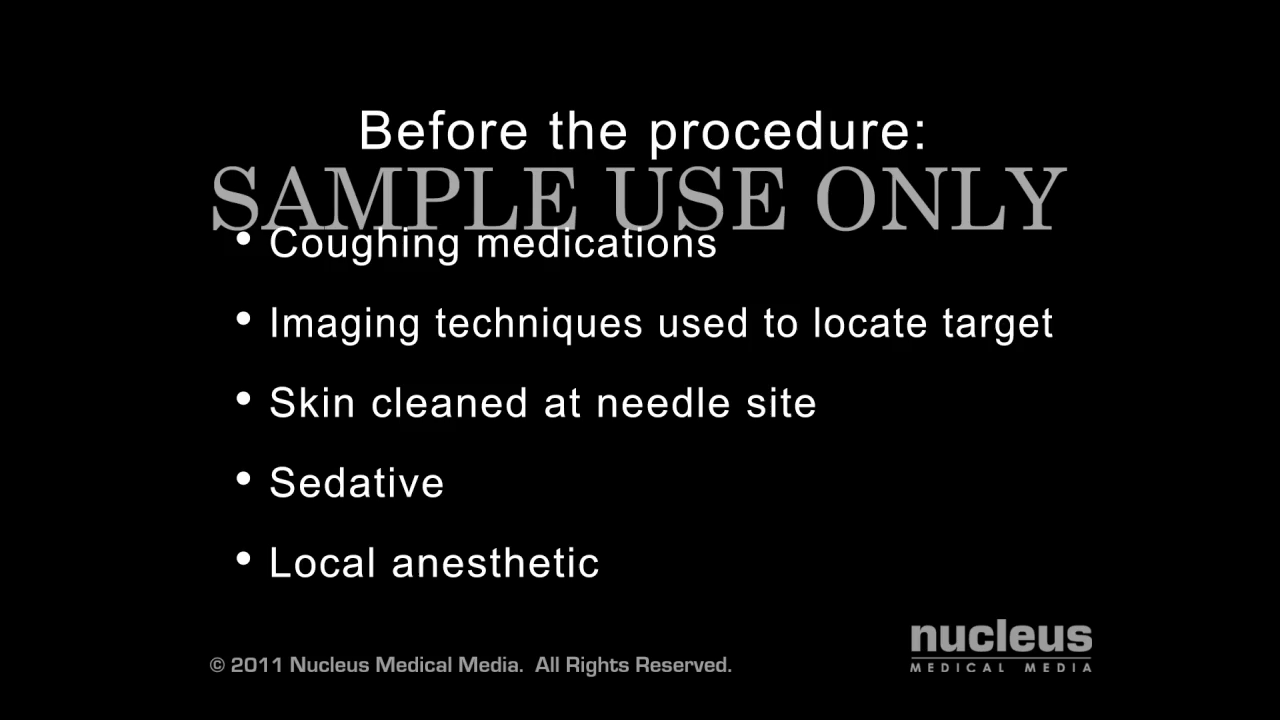 Before the procedure:
SAMPLE USE ONLY
• Coughing medications
• Imaging techniques used to locate target
• Skin cleaned at needle site
• Sedative
• Local anesthetic
nucleus
MEDICAL MEDIA
© 2011 Nucleus Medical Media. All Rights Reserved.